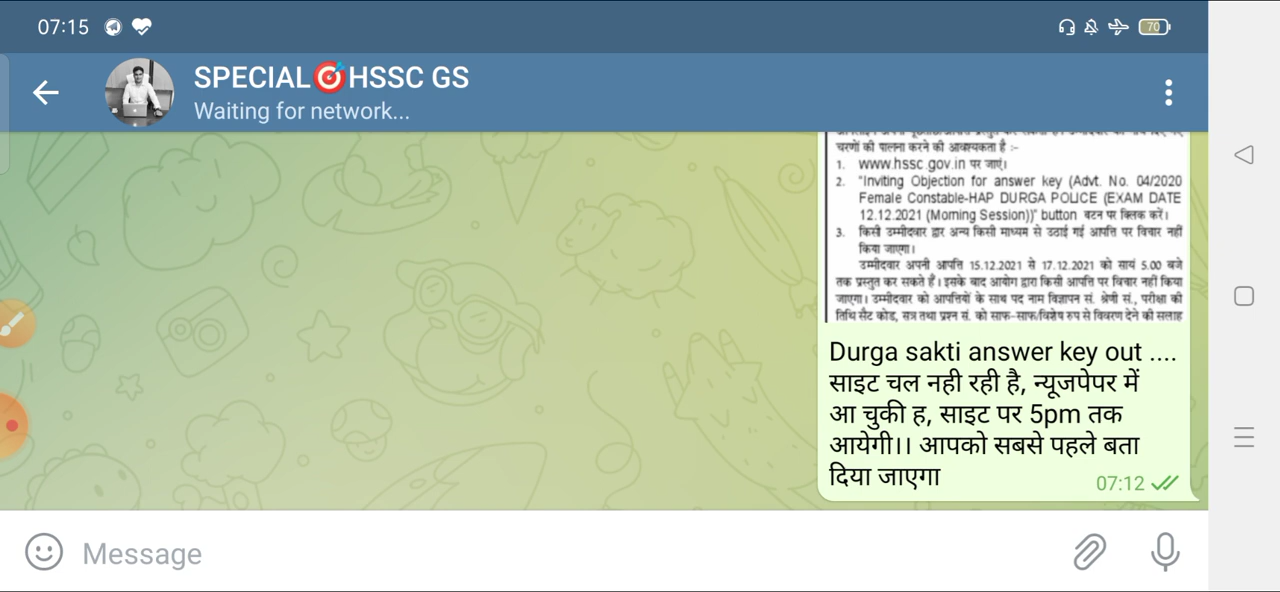 07:15
70
SPECIAL🎯HSSC GS
Waiting for network...
चरणों की पालना करने की आवश्यकता है :-
1. www.hssc.gov.in पर जाएं।
2. "Inviting Objection for answer key (Advt. No. 04/2020
Female Constable-HAP DURGA POLICE (EXAM DATE
12.12.2021 (Morning Session))" button बटन पर क्लिक करें।
3. किसी उम्मीदवार द्वार अन्य किसी माध्यम से उठाई गई आपत्ति पर विचार नहीं
किया जाएगा।
उम्मीदवार अपनी आपत्ति 15.12.2021 से 17.12.2021 को सायं 5.00 बजे
तक प्रस्तुत कर सकते हैं। इसके बाद आयोग द्वारा किसी आपत्ति पर विचार नहीं किया
जाएगा। उम्मीदवार को आपत्तियों के साथ पद नाम विज्ञापन सं. श्रेणी सं., परीक्षा की
तिथि सैट कोड, सत्र तथा प्रश्न सं. को साफ-साफ/विशेष रुप से विवरण देने की सलाह
Durga sakti answer key out ....
साइट चल नही रही है, न्यूजपेपर में
आ चुकी ह, साइट पर 5pm तक
आयेगी।। आपको सबसे पहले बता
दिया जाएगा
07:12
Message